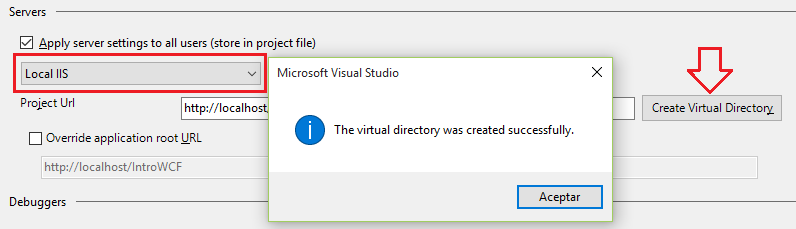 Servers
Apply server settings to all users (store in project file)
Local IIS
Microsoft Visual Studio
Project Url
http://localhost/
Create Virtual Directory
The virtual directory was created successfully.
Override application root URL
http://localhost/IntroWCF
Aceptar
Debuggers